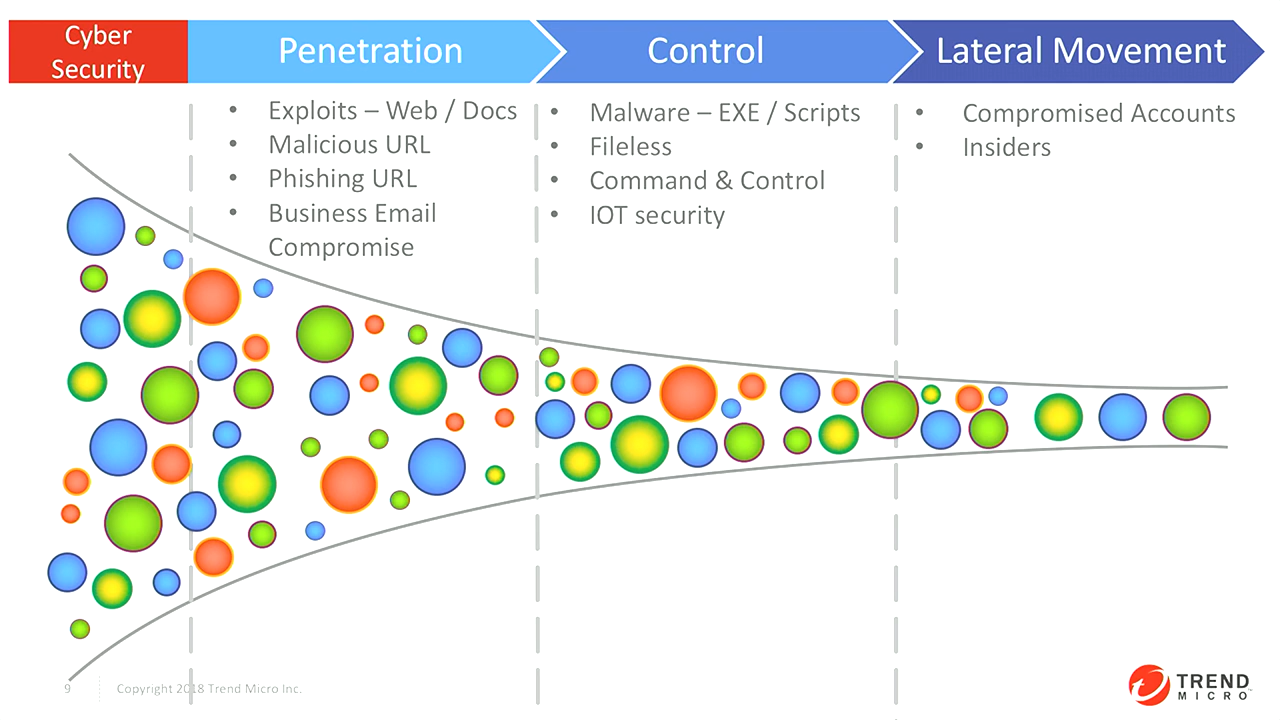 Cyber
Security
Penetration
Control
Lateral Movement
• Exploits – Web / Docs
• Malicious URL
• Phishing URL
• Business Email
Compromise
• Malware – EXE / Scripts
• Fileless
• Command & Control
• IOT security
• Compromised Accounts
• Insiders
9
Copyright 2018 Trend Micro Inc.
TREND
MICRO